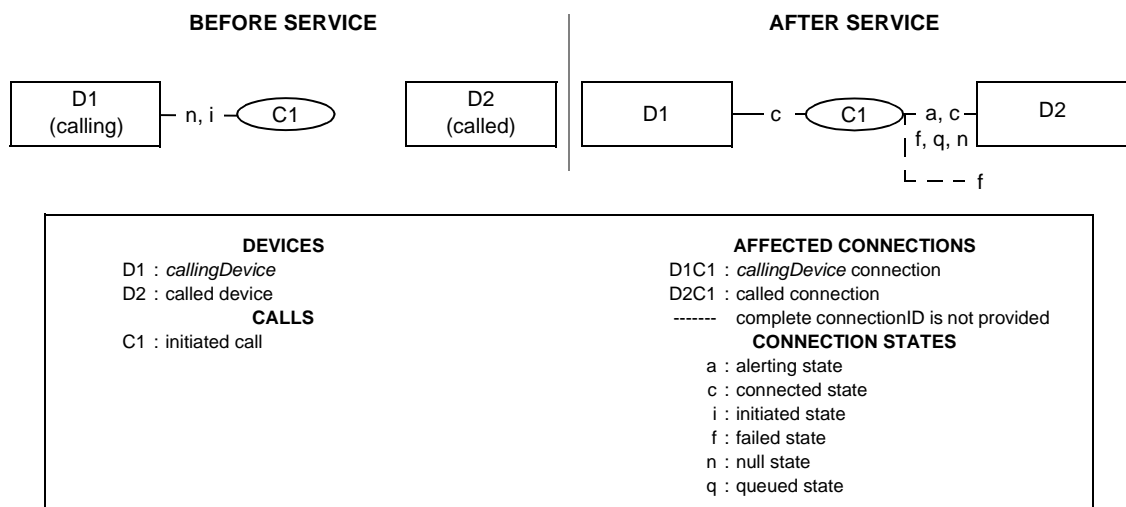 BEFORE SERVICE
AFTER SERVICE
D1
(calling)
n, i
C1
D2
(called)
D1
c
C1
a, c
f, q, n
f
D2
DEVICES
D1 : callingDevice
D2 : called device
CALLS
C1 : initiated call
AFFECTED CONNECTIONS
D1C1 : callingDevice connection
D2C1 : called connection
------- complete connectionID is not provided
CONNECTION STATES
a : alerting state
c : connected state
i : initiated state
f : failed state
n : null state
q : queued state